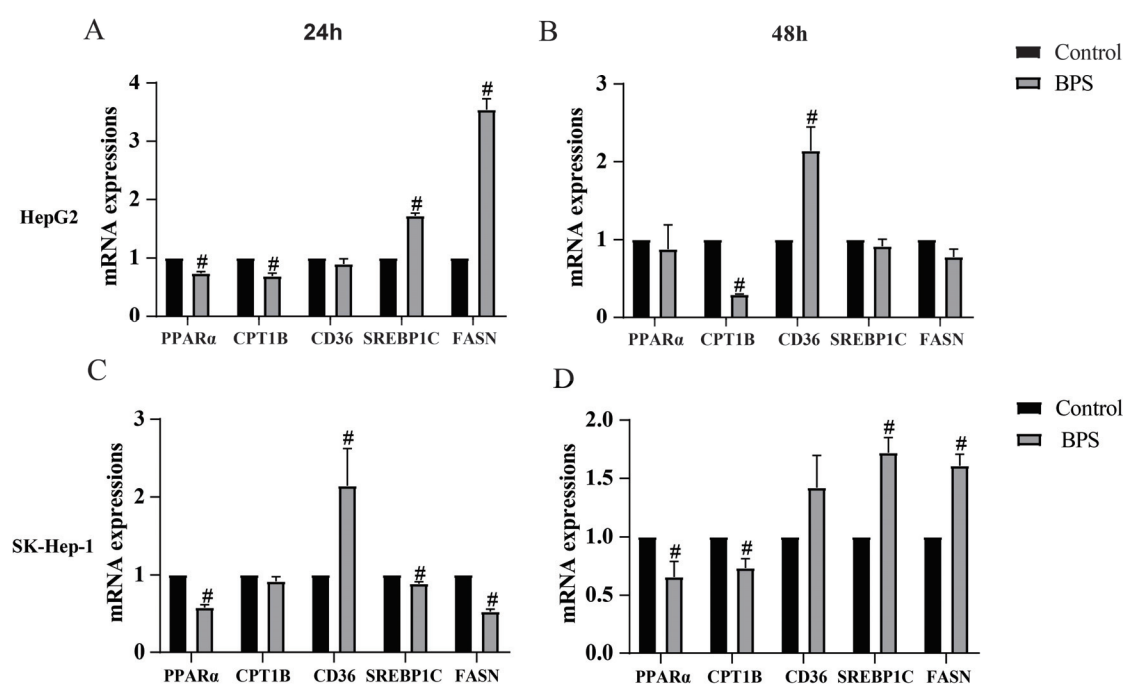 A
24h
B
48h
Control
BPS
HepG2
mRNA expressions
4
3
2
1
0
#
#
#
#
PPARα CPT1B CD36 SREBP1C FASN
mRNA expressions
3
2
1
0
#
#
PPARα CPT1B CD36 SREBP1C FASN
C
D
Control
BPS
SK-Hep-1
mRNA expressions
3
2
1
0
#
#
#
#
PPARα CPT1B CD36 SREBP1C FASN
mRNA expressions
2.0
1.5
1.0
0.5
0.0
#
#
#
#
PPARα CPT1B CD36 SREBP1C FASN